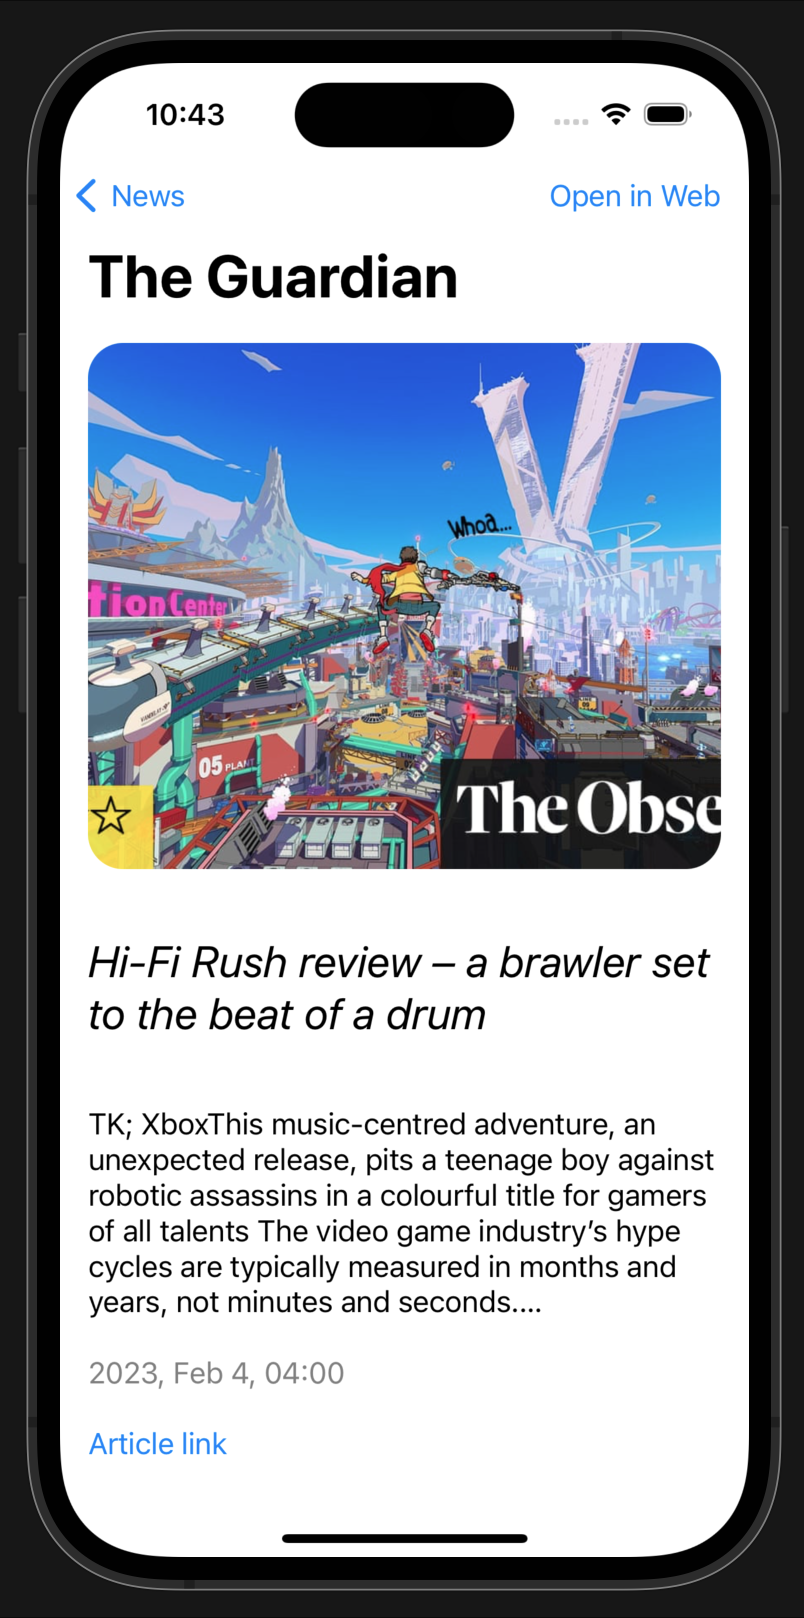 10:43
News
Open in Web
The Guardian
Whoa...
tionCenter
VANDELAY
05 PLANT
The Obse
Hi-Fi Rush review – a brawler set
to the beat of a drum
TK; XboxThis music-centred adventure, an
unexpected release, pits a teenage boy against
robotic assassins in a colourful title for gamers
of all talents The video game industry’s hype
cycles are typically measured in months and
years, not minutes and seconds....
2023, Feb 4, 04:00
Article link